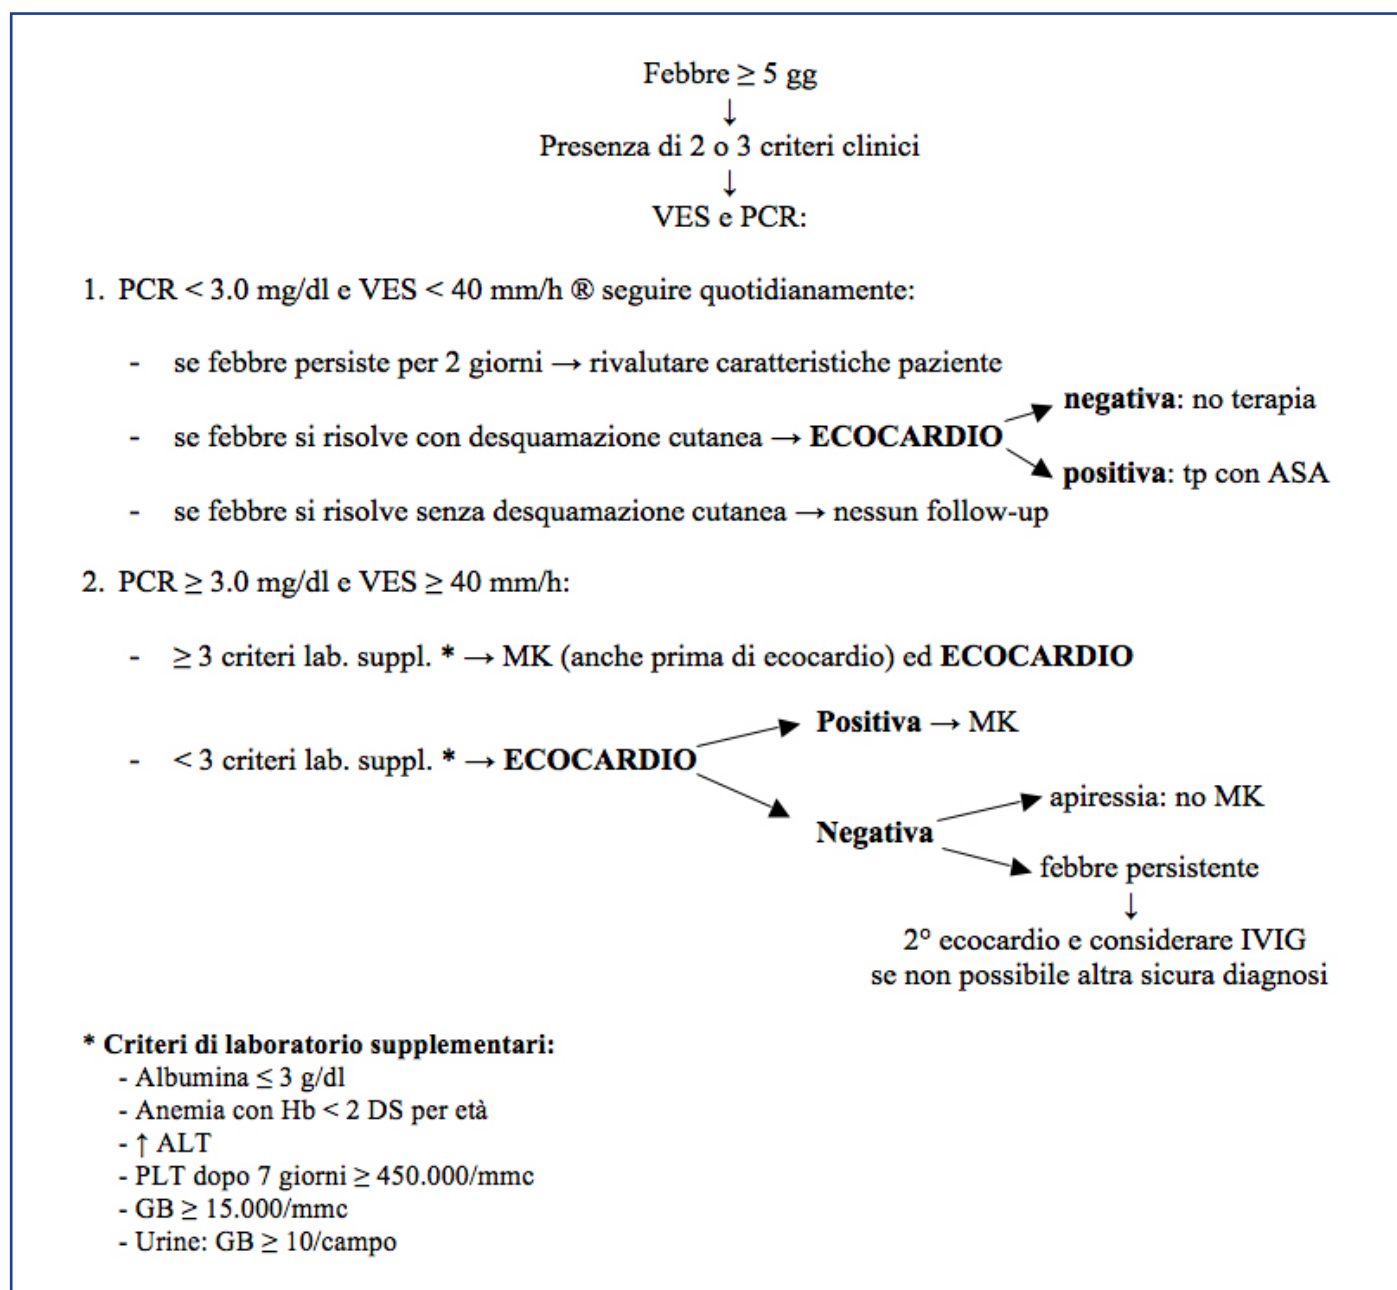 Febbre ≥ 5 gg
↓
Presenza di 2 o 3 criteri clinici
↓
VES e PCR:
1. PCR < 3.0 mg/dl e VES < 40 mm/h ® seguire quotidianamente:
- se febbre persiste per 2 giorni → rivalutare caratteristiche paziente
- se febbre si risolve con desquamazione cutanea → ECOCARDIO
negativa: no terapia
positiva: tp con ASA
- se febbre si risolve senza desquamazione cutanea → nessun follow-up
2. PCR ≥ 3.0 mg/dl e VES ≥ 40 mm/h:
- ≥ 3 criteri lab. suppl. * → MK (anche prima di ecocardio) ed ECOCARDIO
- < 3 criteri lab. suppl. * → ECOCARDIO
Positiva → MK
Negativa
apiressia: no MK
febbre persistente
↓
2° ecocardio e considerare IVIG
se non possibile altra sicura diagnosi
* Criteri di laboratorio supplementari:
- Albumina ≤ 3 g/dl
- Anemia con Hb < 2 DS per età
- ↑ ALT
- PLT dopo 7 giorni ≥ 450.000/mmc
- GB ≥ 15.000/mmc
- Urine: GB ≥ 10/campo